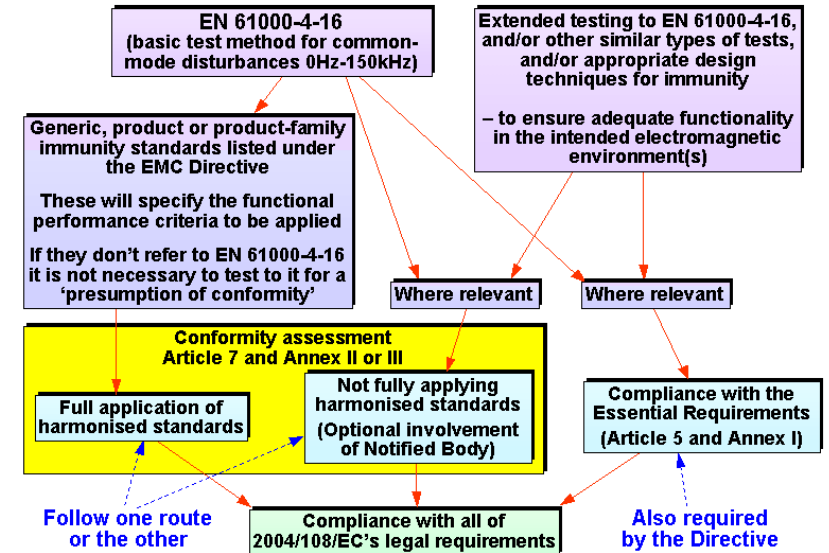 EN 61000-4-16
(basic test method for common-
mode disturbances 0Hz-150kHz)
Extended testing to EN 61000-4-16,
and/or other similar types of tests,
and/or appropriate design
techniques for immunity
– to ensure adequate functionality
in the intended electromagnetic
environment(s)
Generic, product or product-family
immunity standards listed under
the EMC Directive
These will specify the functional
performance criteria to be applied
If they don't refer to EN 61000-4-16
it is not necessary to test to it for a
'presumption of conformity'
Where relevant
Where relevant
Conformity assessment
Article 7 and Annex II or III
Full application of
harmonised standards
Not fully applying
harmonised standards
(Optional involvement
of Notified Body)
Compliance with the
Essential Requirements
(Article 5 and Annex I)
Follow one route
or the other
Compliance with all of
2004/108/EC's legal requirements
Also required
by the Directive